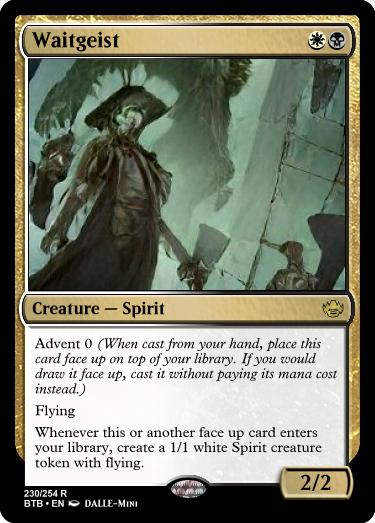 Waitgeist
Creature — Spirit
Advent 0 (When cast from your hand, place this
card face up on top of your library. If you would
draw it face up, cast it without paying its mana cost
instead.)
Flying
Whenever this or another face up card enters
your library, create a 1/1 white Spirit creature
token with flying.
2/2
230/254 R
BTB • EN DALLE-Mini